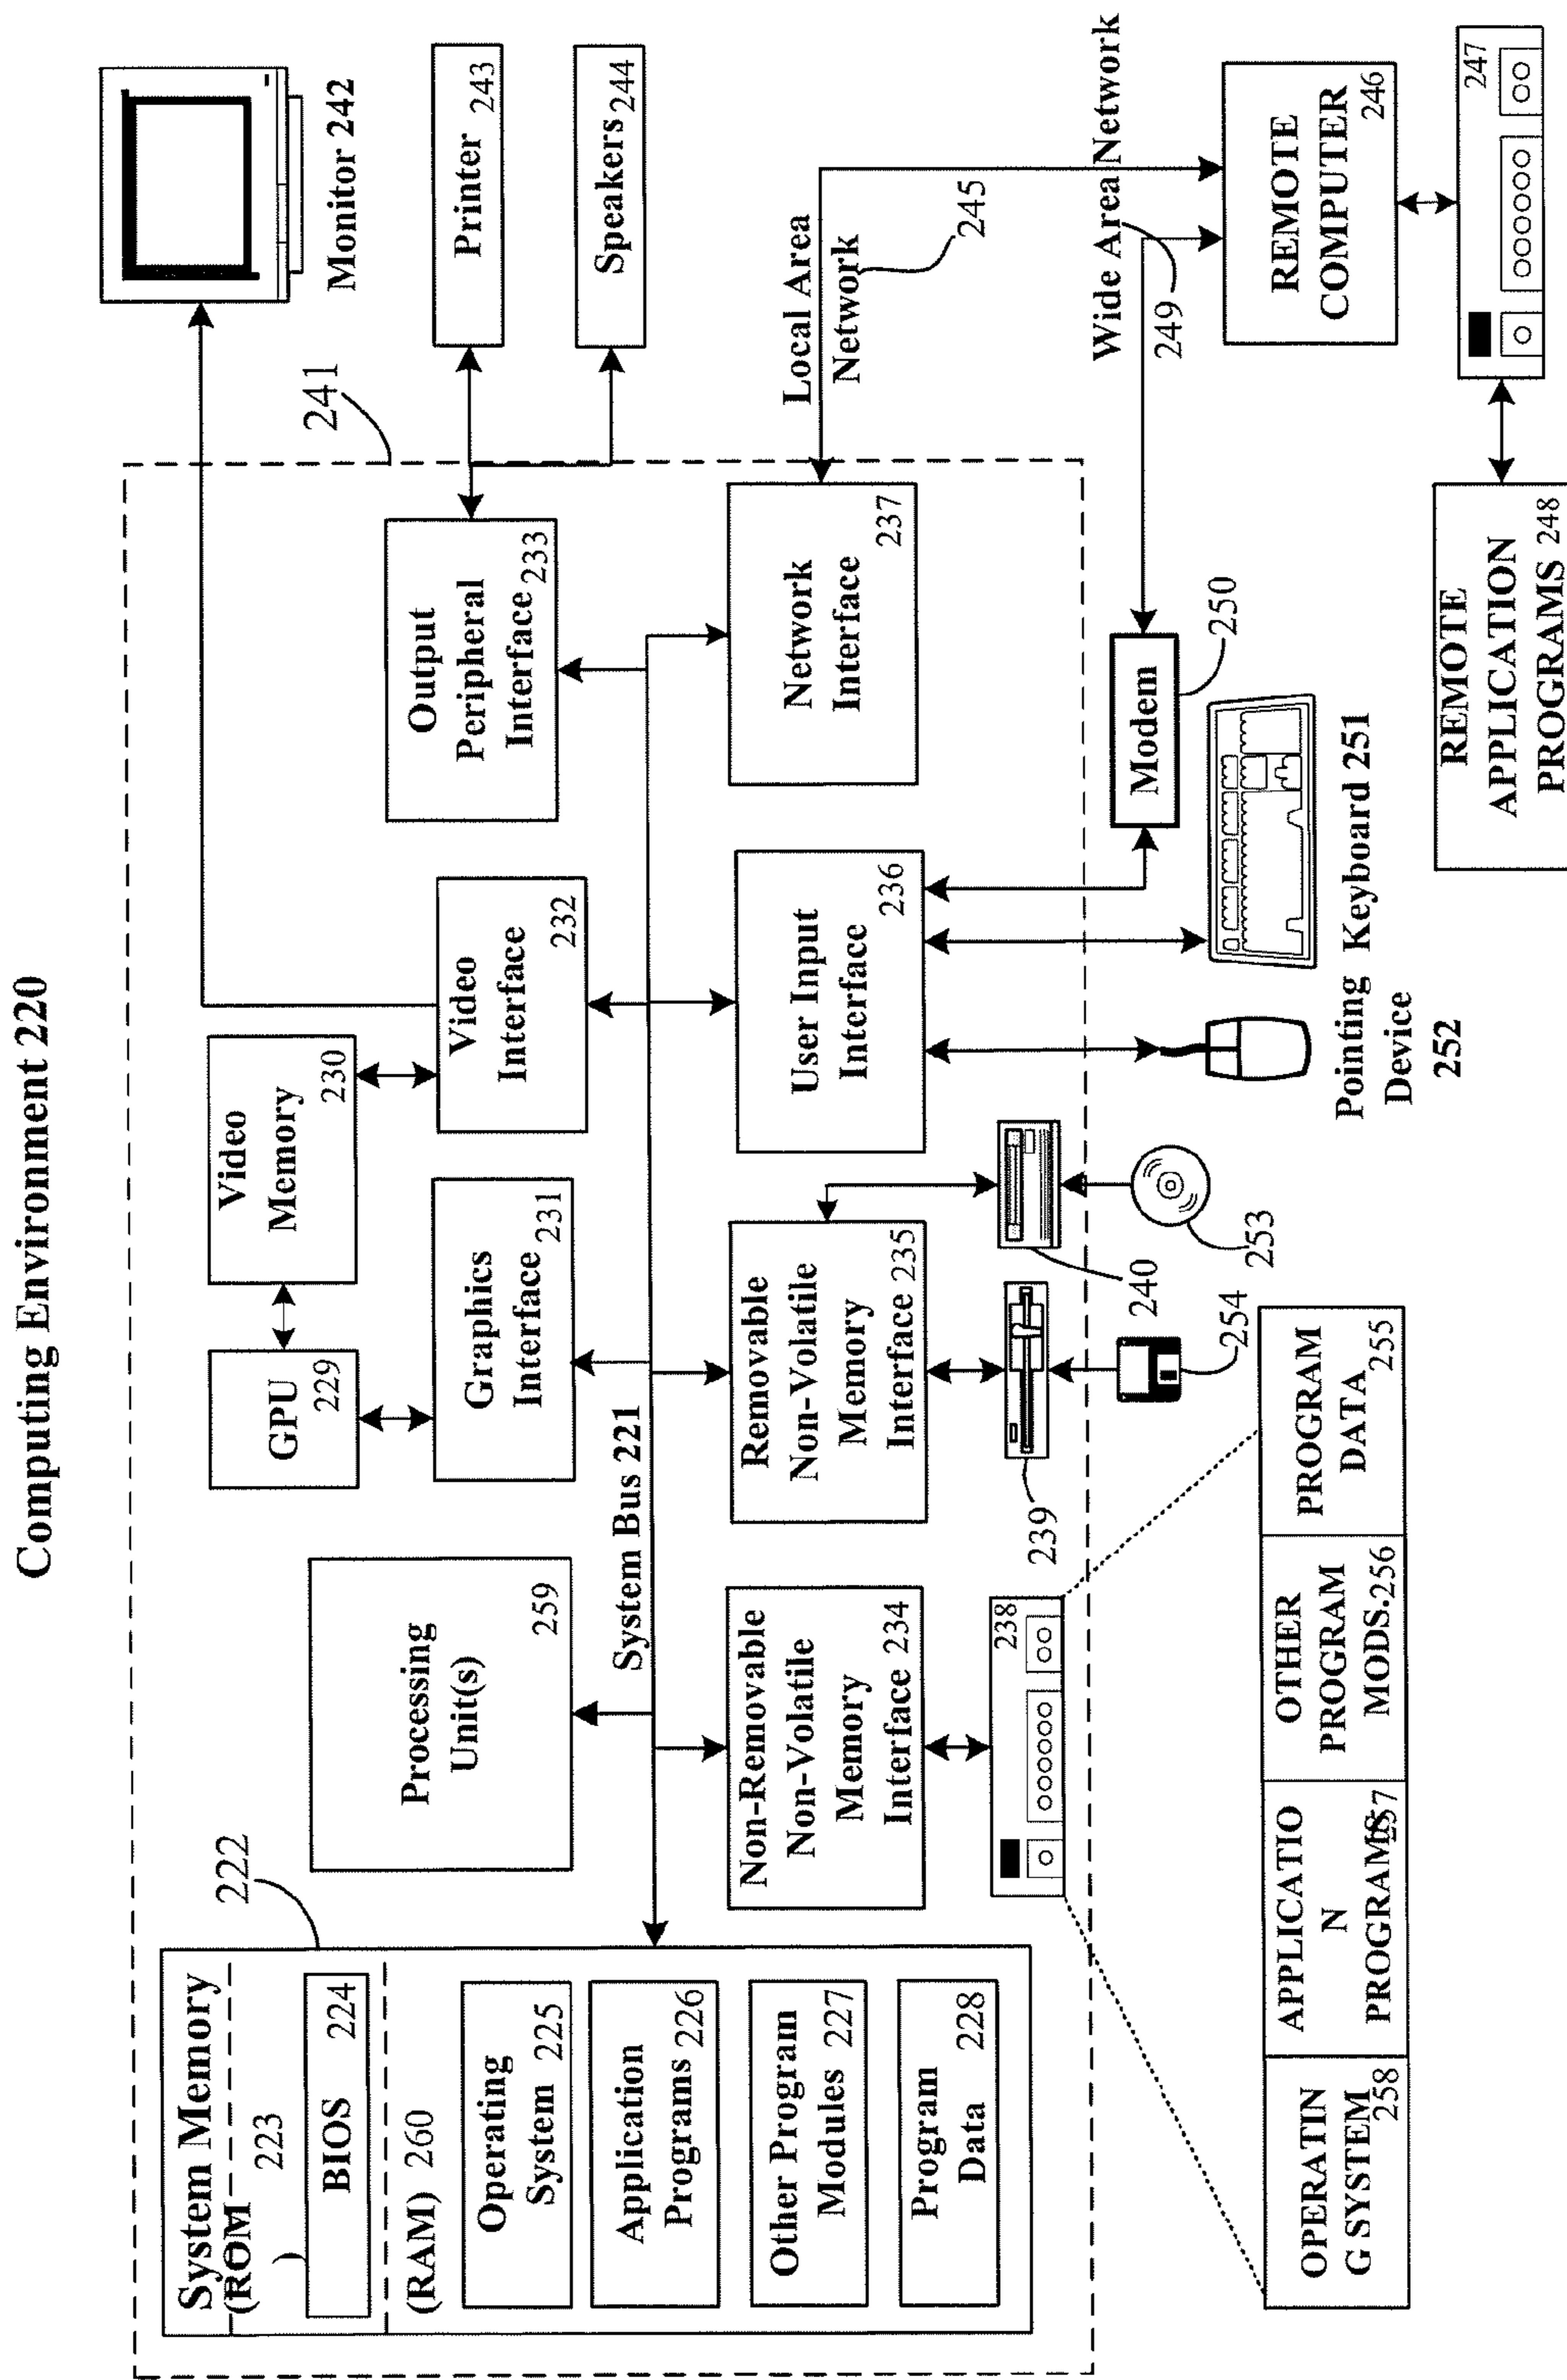 Computing Environment 220
System Memory
(ROM
223
BIOS
224
(RAM) 260
Operating
System 225
Application
Programs 226
Other Program
Modules 227
Program
Data
228
222
Processing
Unit(s)
259
System Bus 221
GPU
229
Video
Memory
230
Graphics
Interface
231
Video
Interface
232
Output
Peripheral
Interface 233
241
Monitor 242
Printer
243
Speakers 244
Non-Removable
Non-Volatile
Memory
Interface 234
Removable
Non-Volatile
Memory
Interface 235
User Input
Interface
236
Network
Interface
237
Local Area
Network
245
238
239
240
254
253
Pointing
Device
252
Keyboard 251
Modem
250
Wide Area Network
249
REMOTE
COMPUTER
246
247
REMOTE
APPLICATION
PROGRAMS 248
OPERATIN
G SYSTEM
258
APPLICATIO
N
PROGRAMS
257
OTHER
PROGRAM
MODS.256
PROGRAM
DATA
255